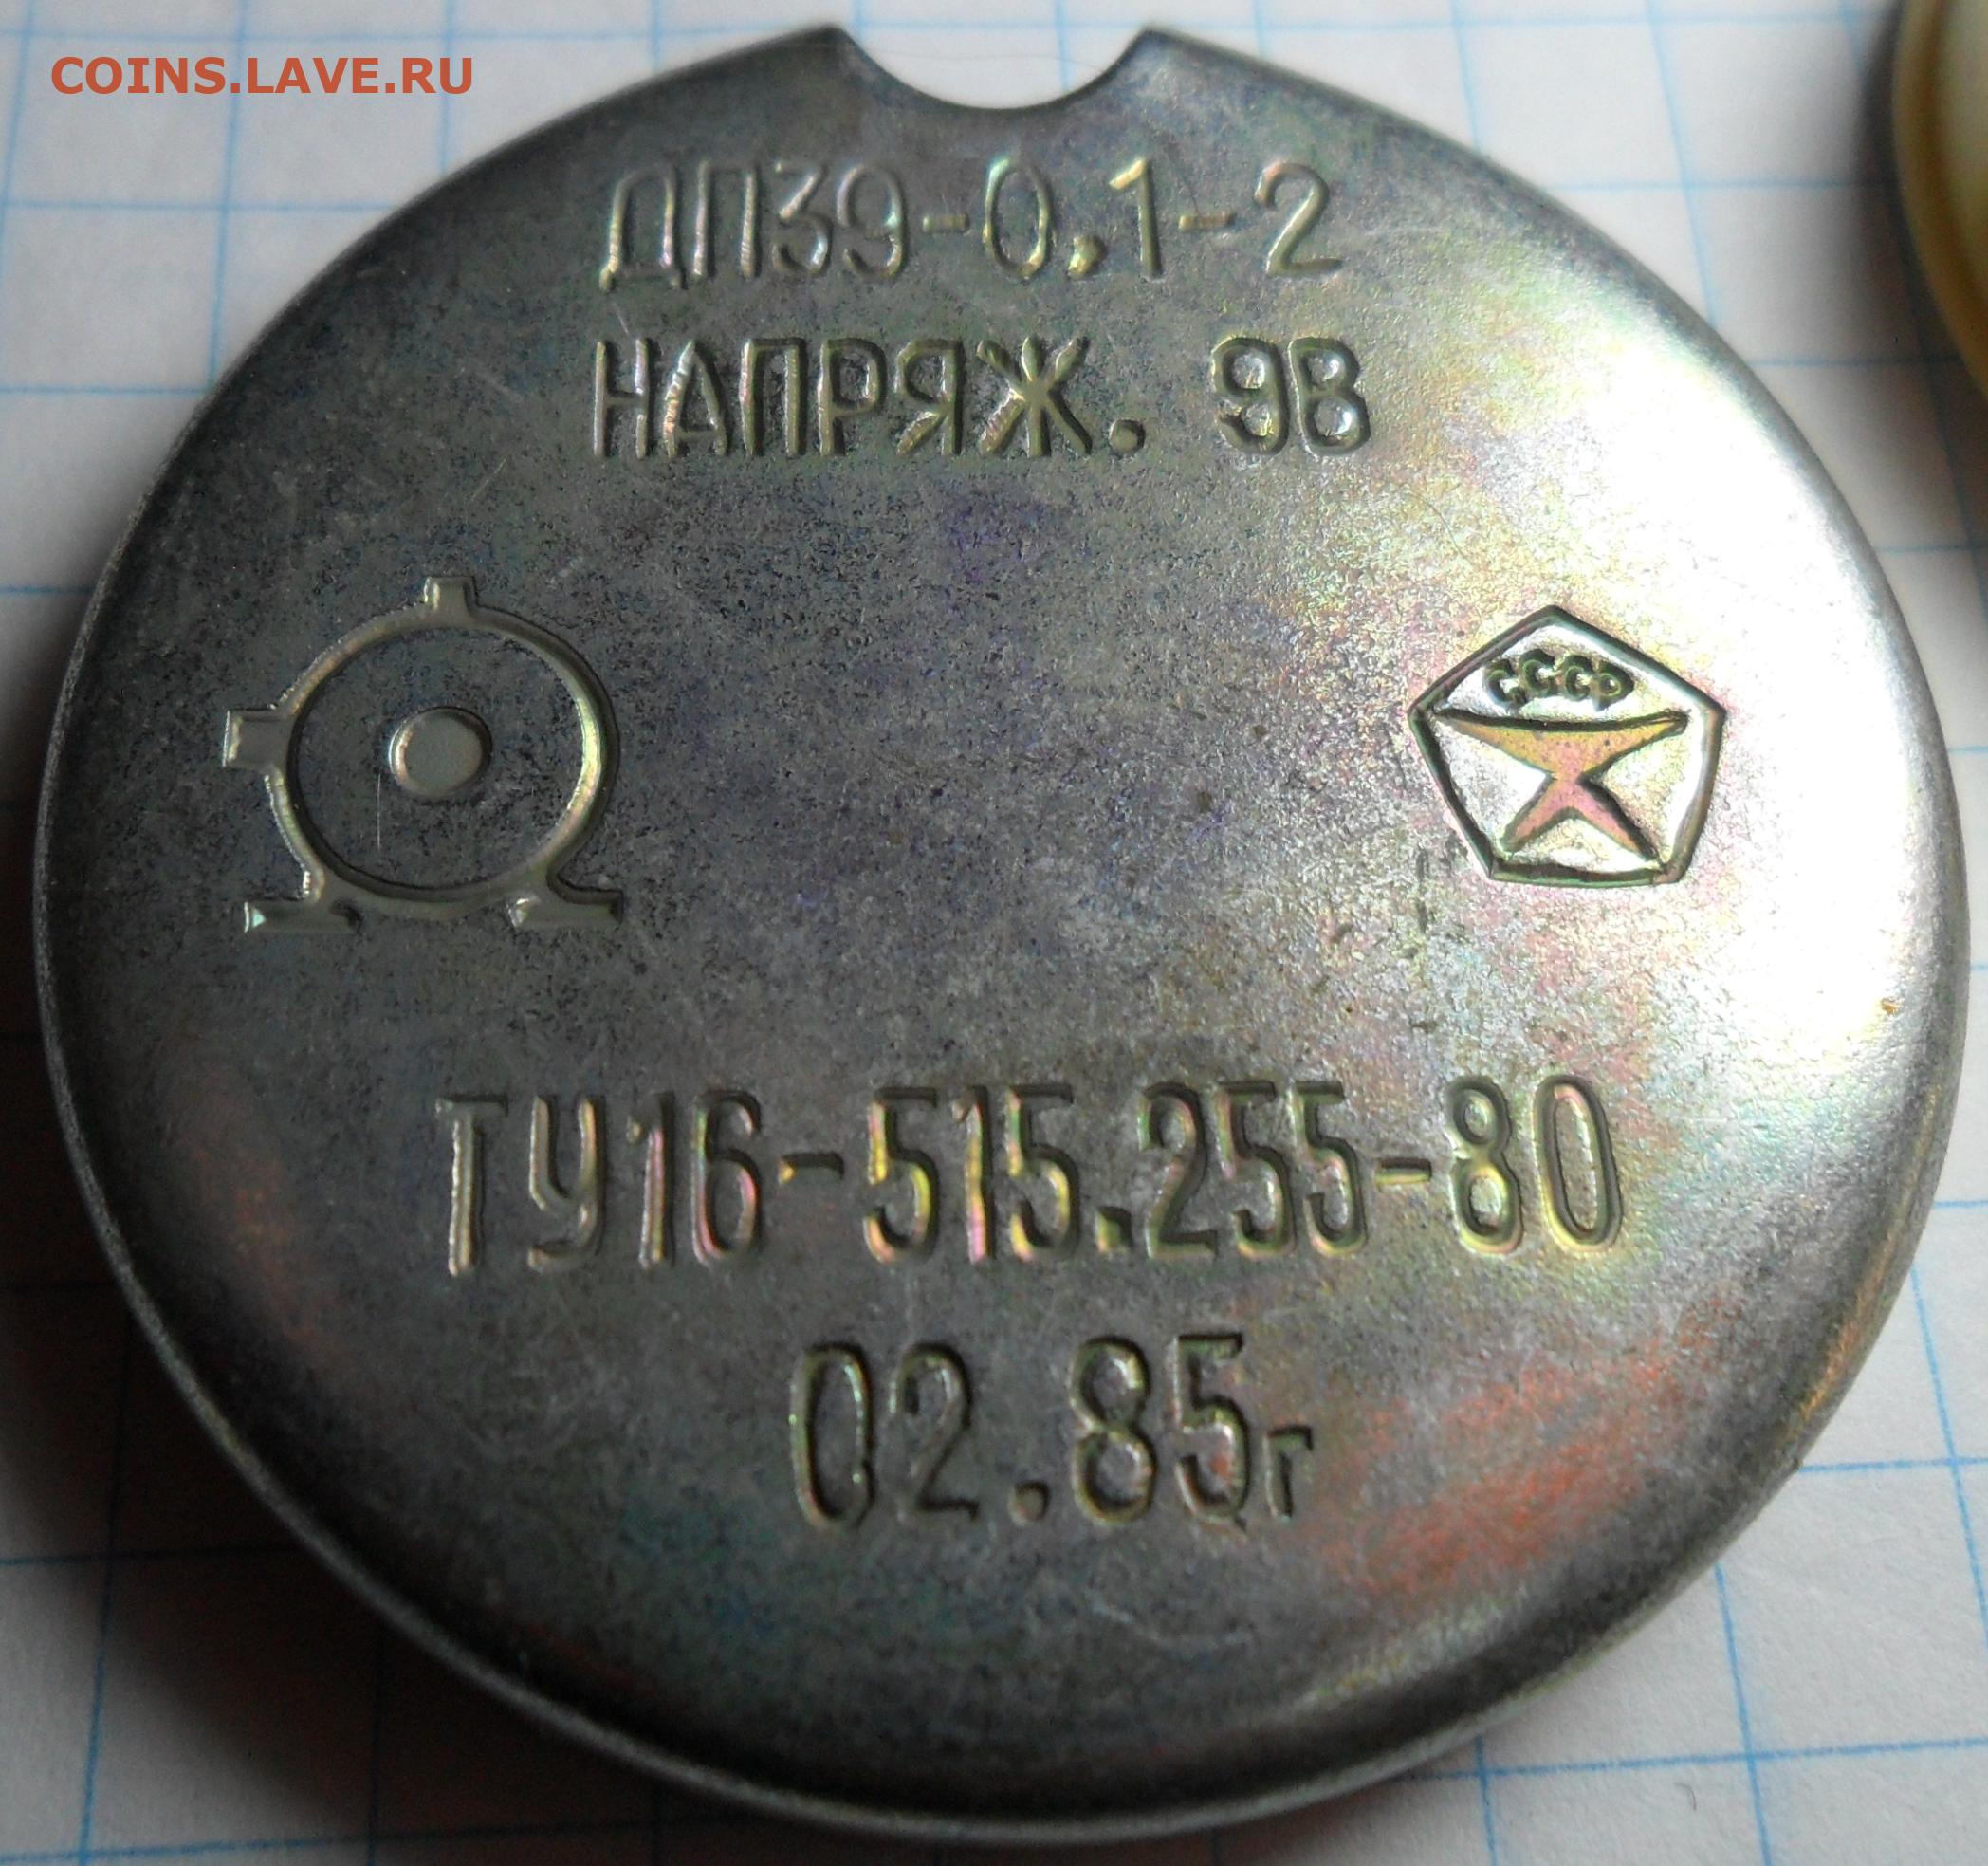 COINS.LAVE.RU
ДП39-0.1-2
НАПРЯЖ. 9В
СССР
ТУ16-515.255-80
02.85г